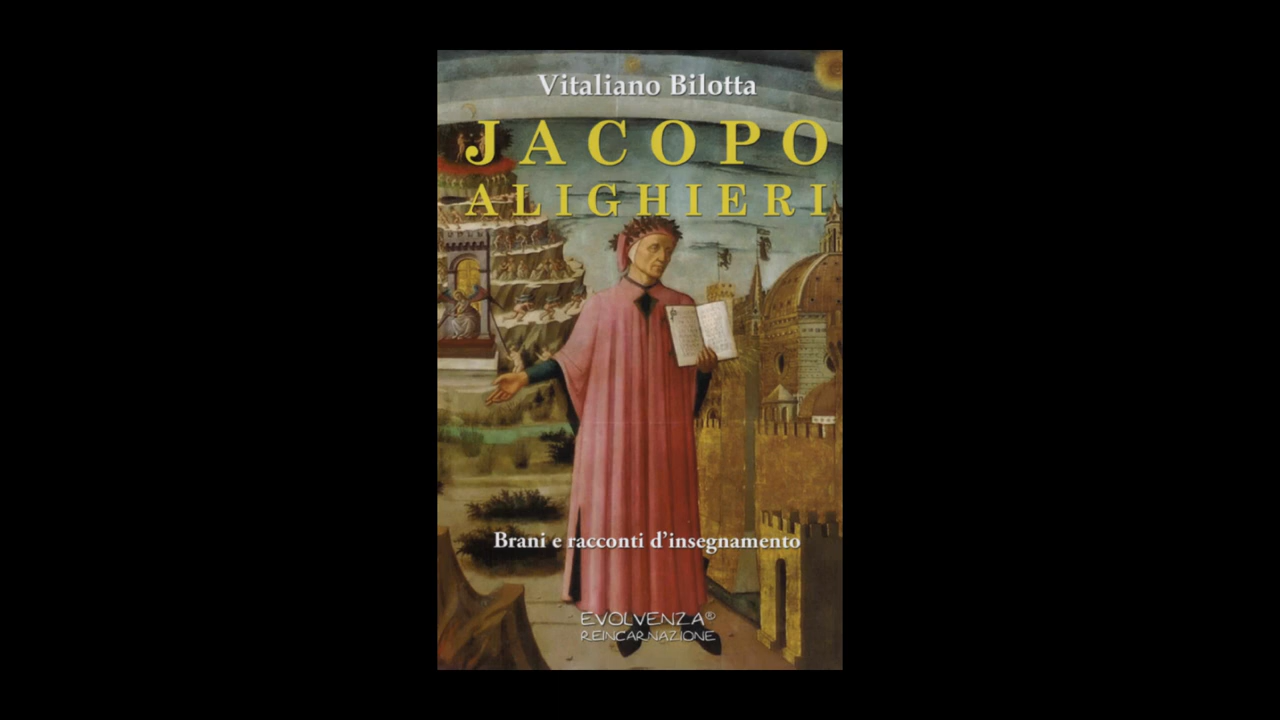 Vitaliano Bilotta
JACOPO
ALIGHIERI
Brani e racconti d'insegnamento
EVOLVENZA®
REINCARNAZIONE